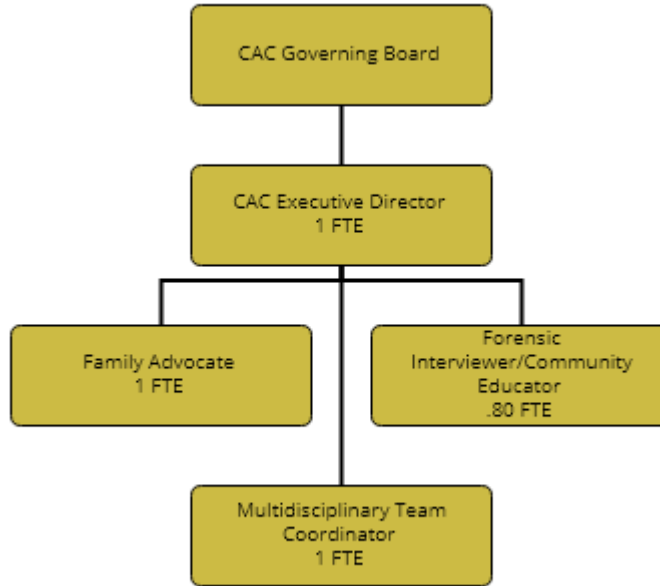 CAC Governing Board
CAC Executive Director
1 FTE
Family Advocate
1 FTE
Forensic
Interviewer/Community
Educator
.80 FTE
Multidisciplinary Team
Coordinator
1 FTE